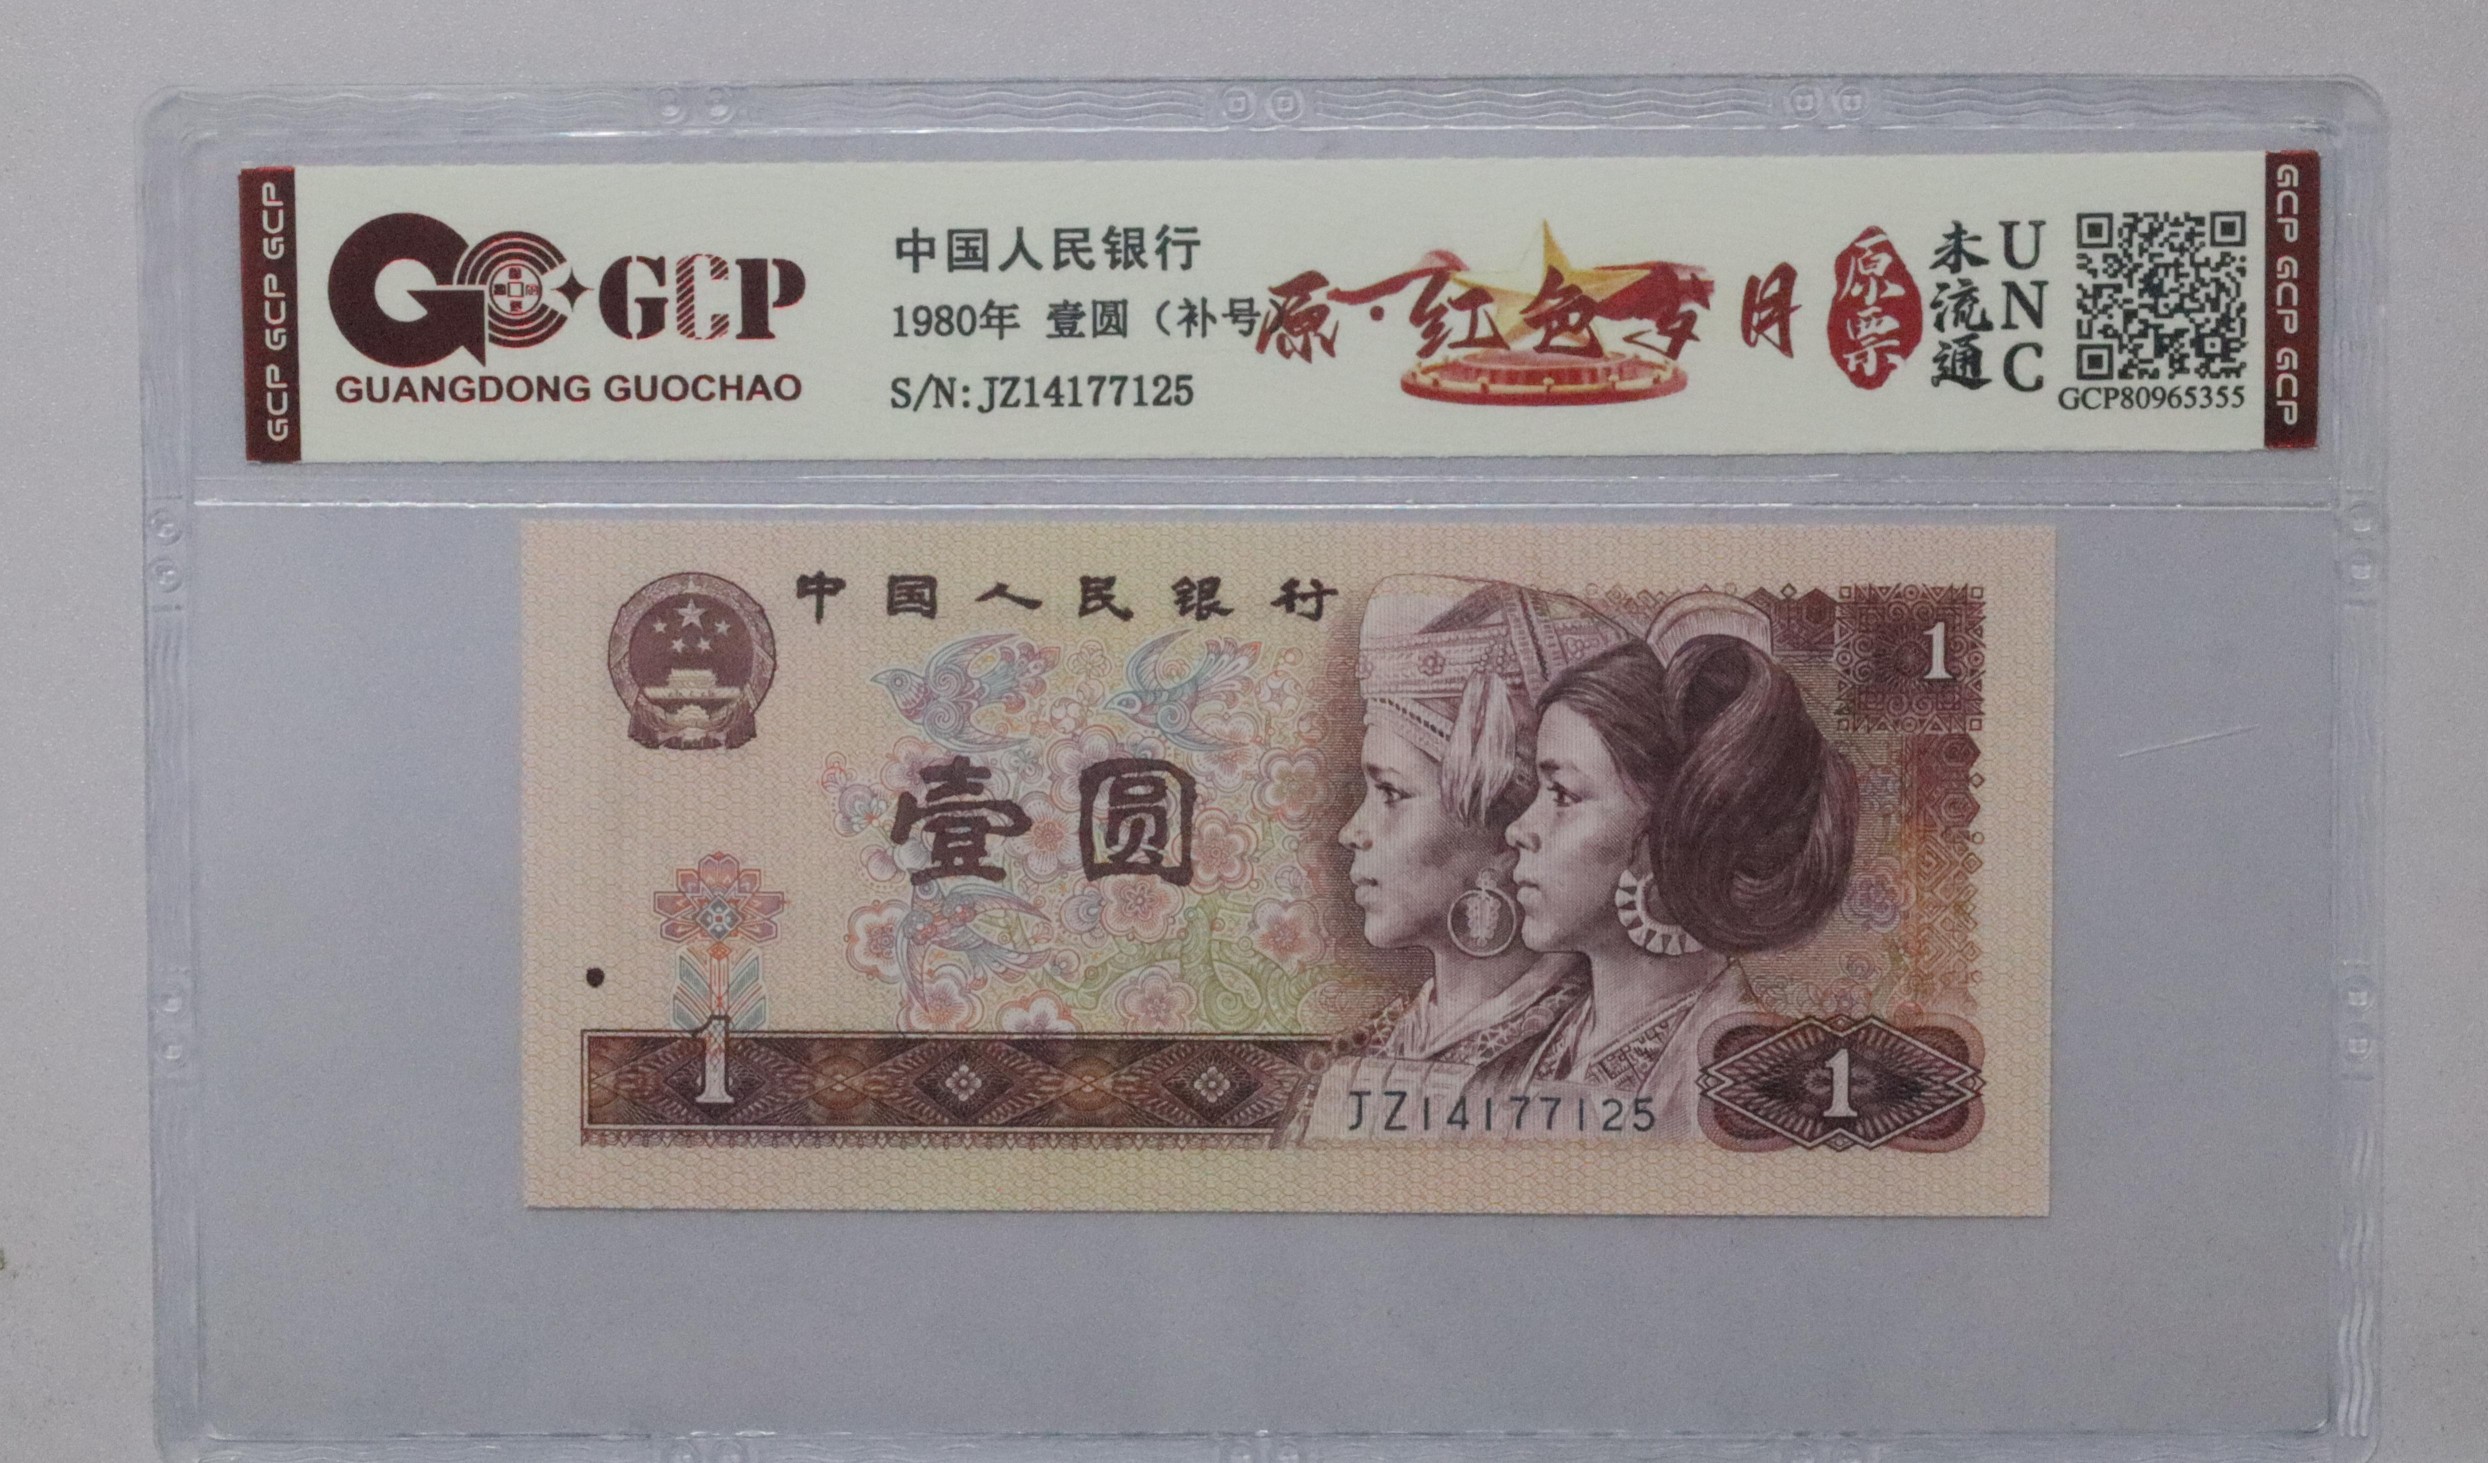 GCP GCP GCP
GCP
GUANGDONG GUOCHAO
中国人民银行
1980年 壹圆（补号）
S/N:JZ14177125
原·红色岁月
原票
未流通
UNC
GCP80965355
GCP GCP GCP
中国人民银行
1
壹圆
1
JZ14177125
1